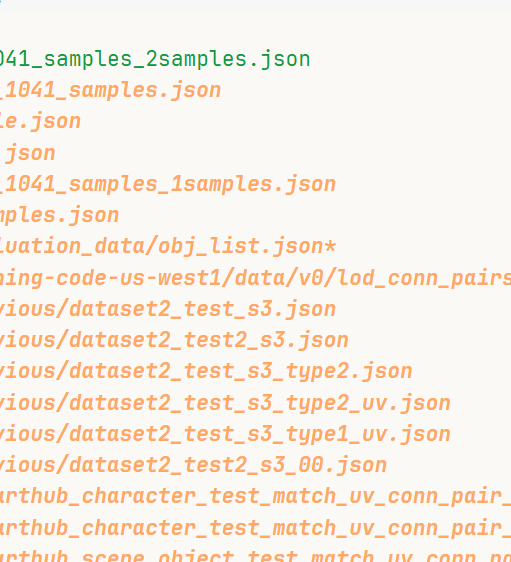 041_samples_2samples.json
_1041_samples.json
le.json
.json
_1041_samples_1samples.json
mples.json
luation_data/obj_list.json*
ning-code-us-west1/data/v0/lod_conn_pairs
vious/dataset2_test_s3.json
vious/dataset2_test2_s3.json
vious/dataset2_test_s3_type2.json
vious/dataset2_test_s3_type2_uv.json
vious/dataset2_test_s3_type1_uv.json
vious/dataset2_test2_s3_00.json
arthub_character_test_match_uv_conn_pair_
arthub_character_test_match_uv_conn_pair_
arthub_scene_object_test_match_uv_conn_pa